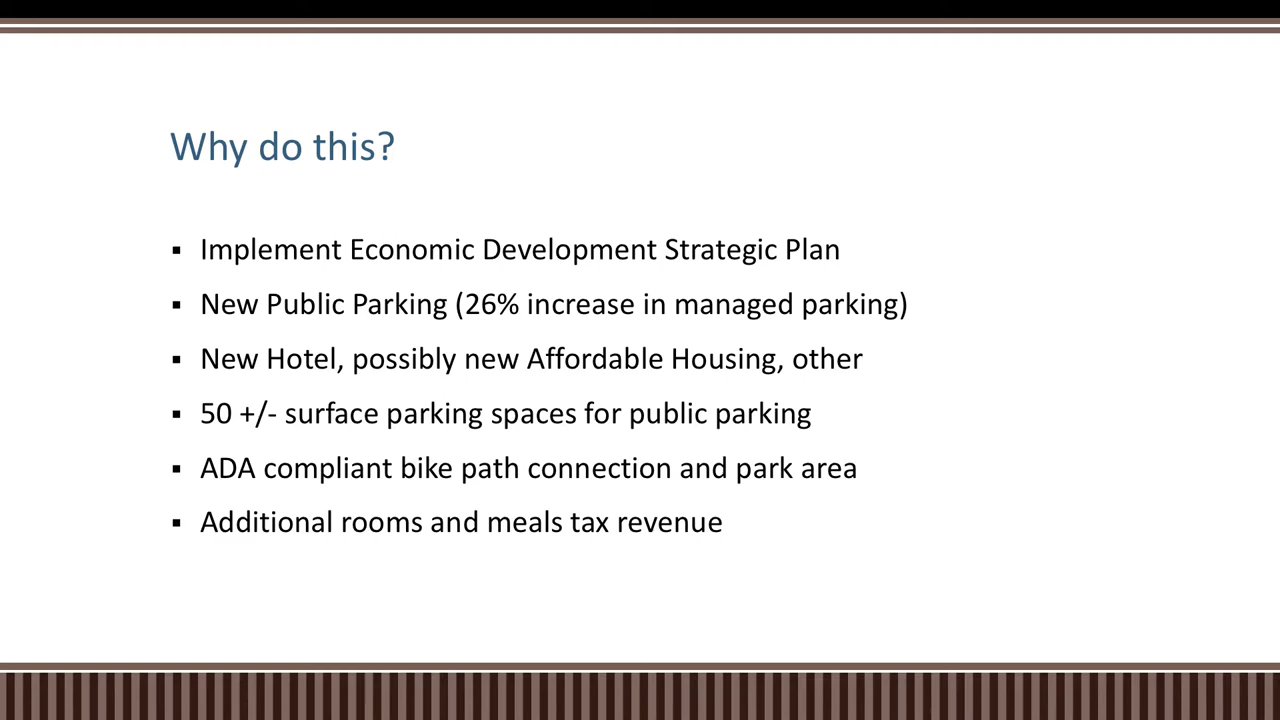 Why do this?
▪ Implement Economic Development Strategic Plan
▪ New Public Parking (26% increase in managed parking)
▪ New Hotel, possibly new Affordable Housing, other
▪ 50 +/- surface parking spaces for public parking
▪ ADA compliant bike path connection and park area
▪ Additional rooms and meals tax revenue